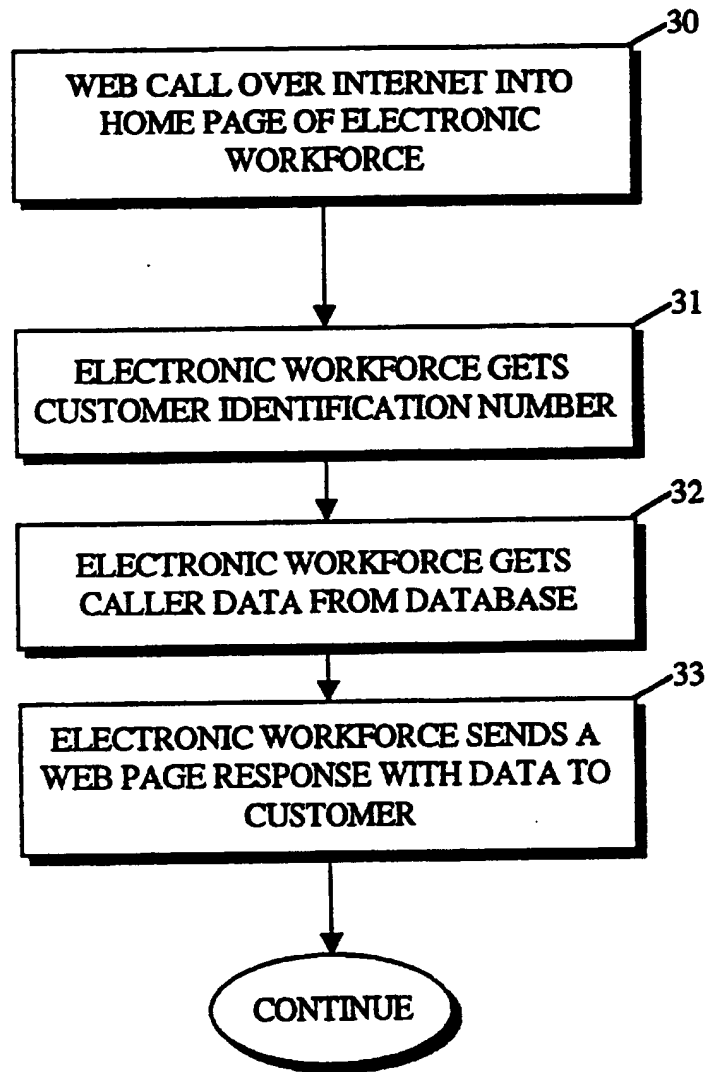 30
WEB CALL OVER INTERNET INTO
HOME PAGE OF ELECTRONIC
WORKFORCE
31
ELECTRONIC WORKFORCE GETS
CUSTOMER IDENTIFICATION NUMBER
32
ELECTRONIC WORKFORCE GETS
CALLER DATA FROM DATABASE
33
ELECTRONIC WORKFORCE SENDS A
WEB PAGE RESPONSE WITH DATA TO
CUSTOMER
CONTINUE